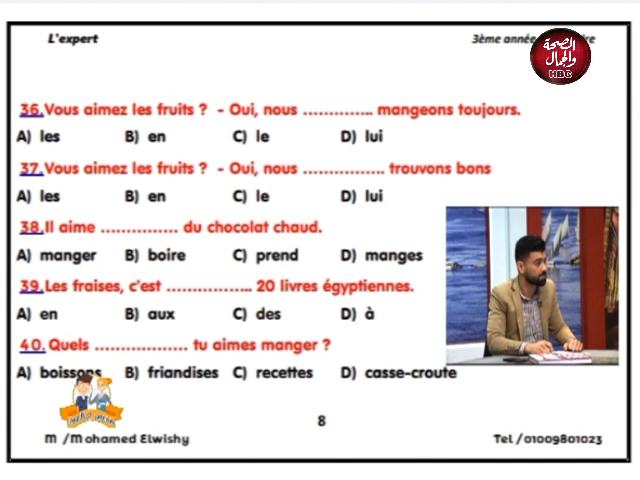 L'expert
3ème année
الصحة
والجمال
HBC
36.Vous aimez les fruits ? - Oui, nous .............. mangeons toujours.
A) les B) en C) le D) lui
37.Vous aimez les fruits ? - Oui, nous ................ trouvons bons
A) les B) en C) le D) lui
38.Il aime ............... du chocolat chaud.
A) manger B) boire C) prend D) manges
39.Les fraises, c'est ................. 20 livres égyptiennes.
A) en B) aux C) des D) à
40. Quels .................. tu aimes manger ?
A) boissons B) friandises C) recettes D) casse-croute
8
m /Mohamed Elwishy
Tel /01009801023